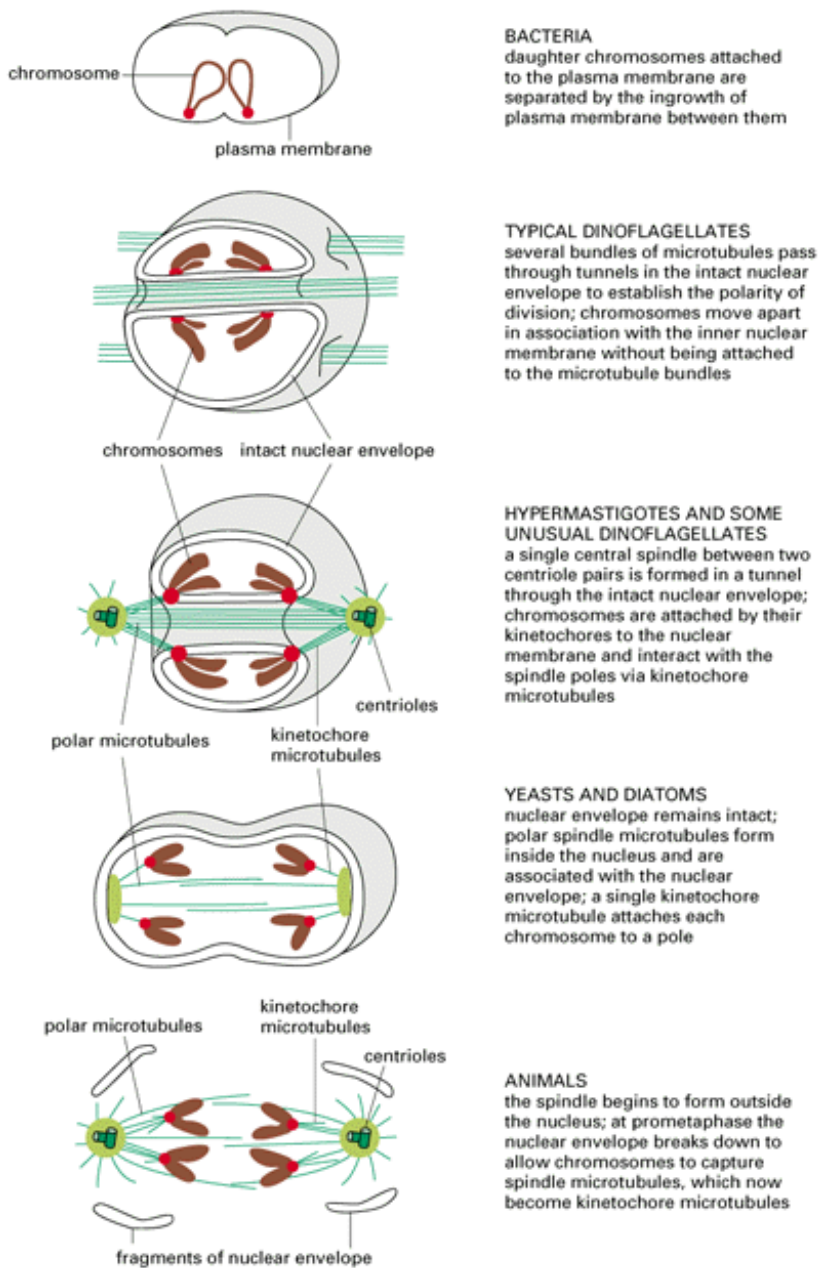 BACTERIA
daughter chromosomes attached
to the plasma membrane are
separated by the ingrowth of
plasma membrane between them
chromosome
plasma membrane
TYPICAL DINOFLAGELLATES
several bundles of microtubules pass
through tunnels in the intact nuclear
envelope to establish the polarity of
division; chromosomes move apart
in association with the inner nuclear
membrane without being attached
to the microtubule bundles
chromosomes
intact nuclear envelope
HYPERMASTIGOTES AND SOME
UNUSUAL DINOFLAGELLATES
a single central spindle between two
centriole pairs is formed in a tunnel
through the intact nuclear envelope;
chromosomes are attached by their
kinetochores to the nuclear
membrane and interact with the
spindle poles via kinetochore
microtubules
centrioles
polar microtubules
kinetochore
microtubules
YEASTS AND DIATOMS
nuclear envelope remains intact;
polar spindle microtubules form
inside the nucleus and are
associated with the nuclear
envelope; a single kinetochore
microtubule attaches each
chromosome to a pole
polar microtubules
kinetochore
microtubules
centrioles
ANIMALS
the spindle begins to form outside
the nucleus; at prometaphase the
nuclear envelope breaks down to
allow chromosomes to capture
spindle microtubules, which now
become kinetochore microtubules
fragments of nuclear envelope